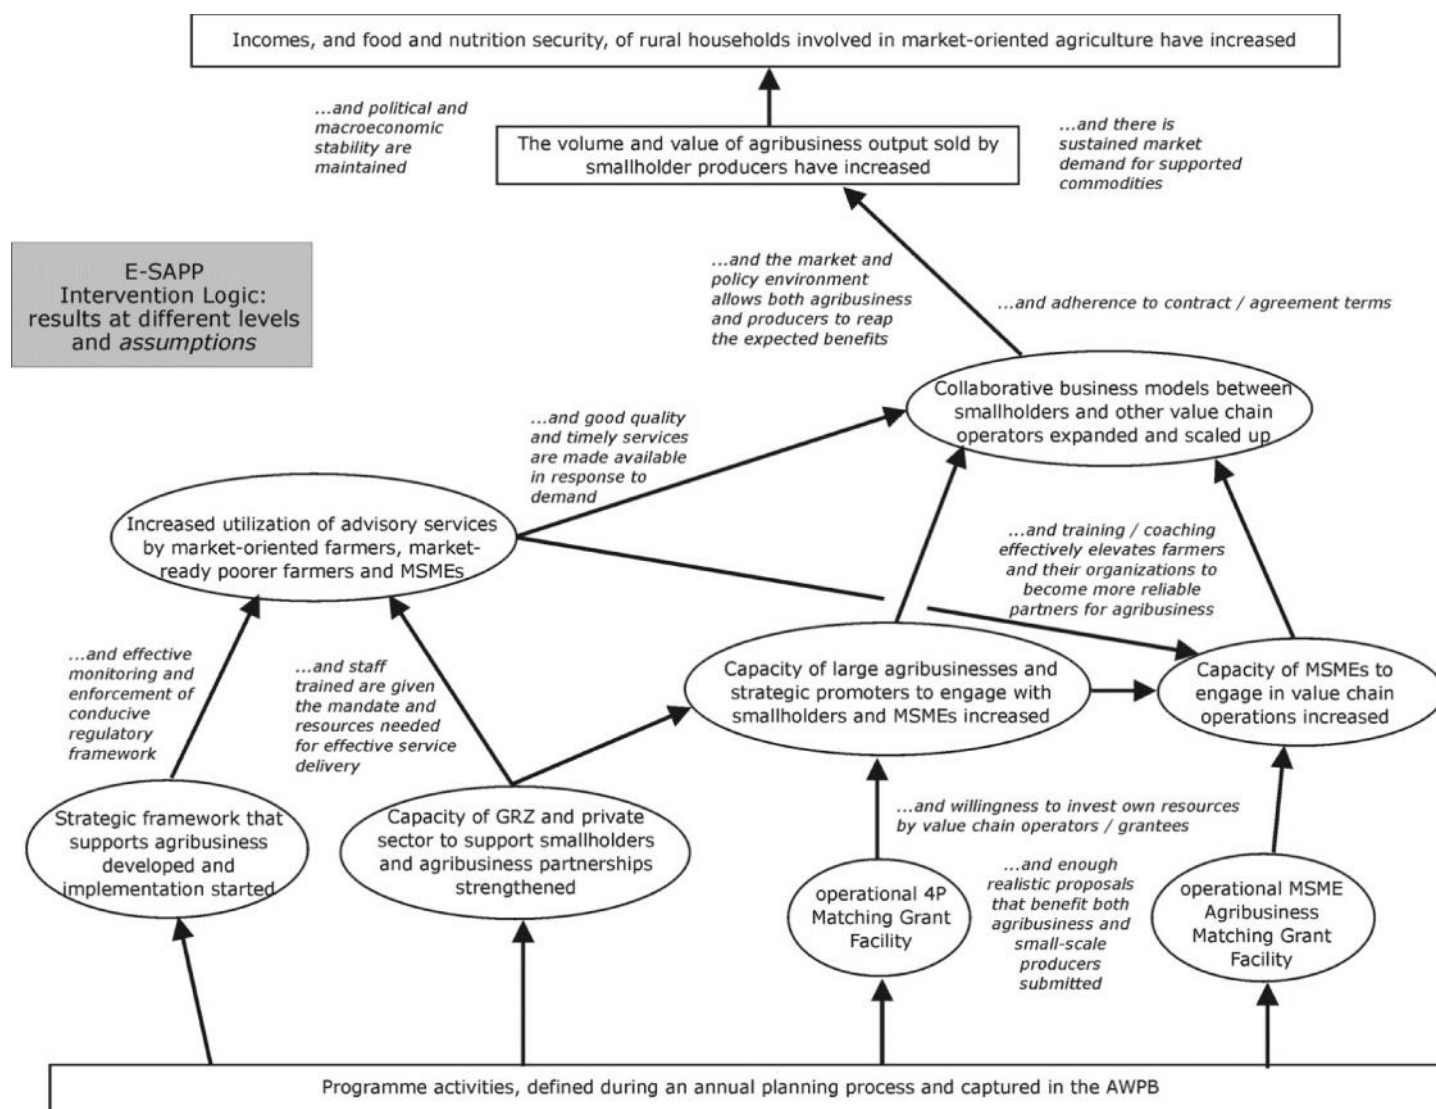 Incomes, and food and nutrition security, of rural households involved in market-oriented agriculture have increased
...and political and
macroeconomic
stability are
maintained
The volume and value of agribusiness output sold by
smallholder producers have increased
...and there is
sustained market
demand for supported
commodities
E-SAPP
Intervention Logic:
results at different levels
and assumptions
...and the market and
policy environment
allows both agribusiness
and producers to reap
the expected benefits
...and adherence to contract / agreement terms
Collaborative business models between
smallholders and other value chain
operators expanded and scaled up
...and good quality
and timely services
are made available
in response to
demand
Increased utilization of advisory services
by market-oriented farmers, market-
ready poorer farmers and MSMEs
...and training / coaching
effectively elevates farmers
and their organizations to
become more reliable
partners for agribusiness
...and effective
monitoring and
enforcement of
conducive
regulatory
framework
...and staff
trained are given
the mandate and
resources needed
for effective service
delivery
Capacity of large agribusinesses and
strategic promoters to engage with
smallholders and MSMEs increased
Capacity of MSMEs to
engage in value chain
operations increased
Strategic framework that
supports agribusiness
developed and
implementation started
Capacity of GRZ and private
sector to support smallholders
and agribusiness partnerships
strengthened
...and willingness to invest own resources
by value chain operators / grantees
operational 4P
Matching Grant
Facility
...and enough
realistic proposals
that benefit both
agribusiness and
small-scale
producers
submitted
operational MSME
Agribusiness
Matching Grant
Facility
Programme activities, defined during an annual planning process and captured in the AWPB